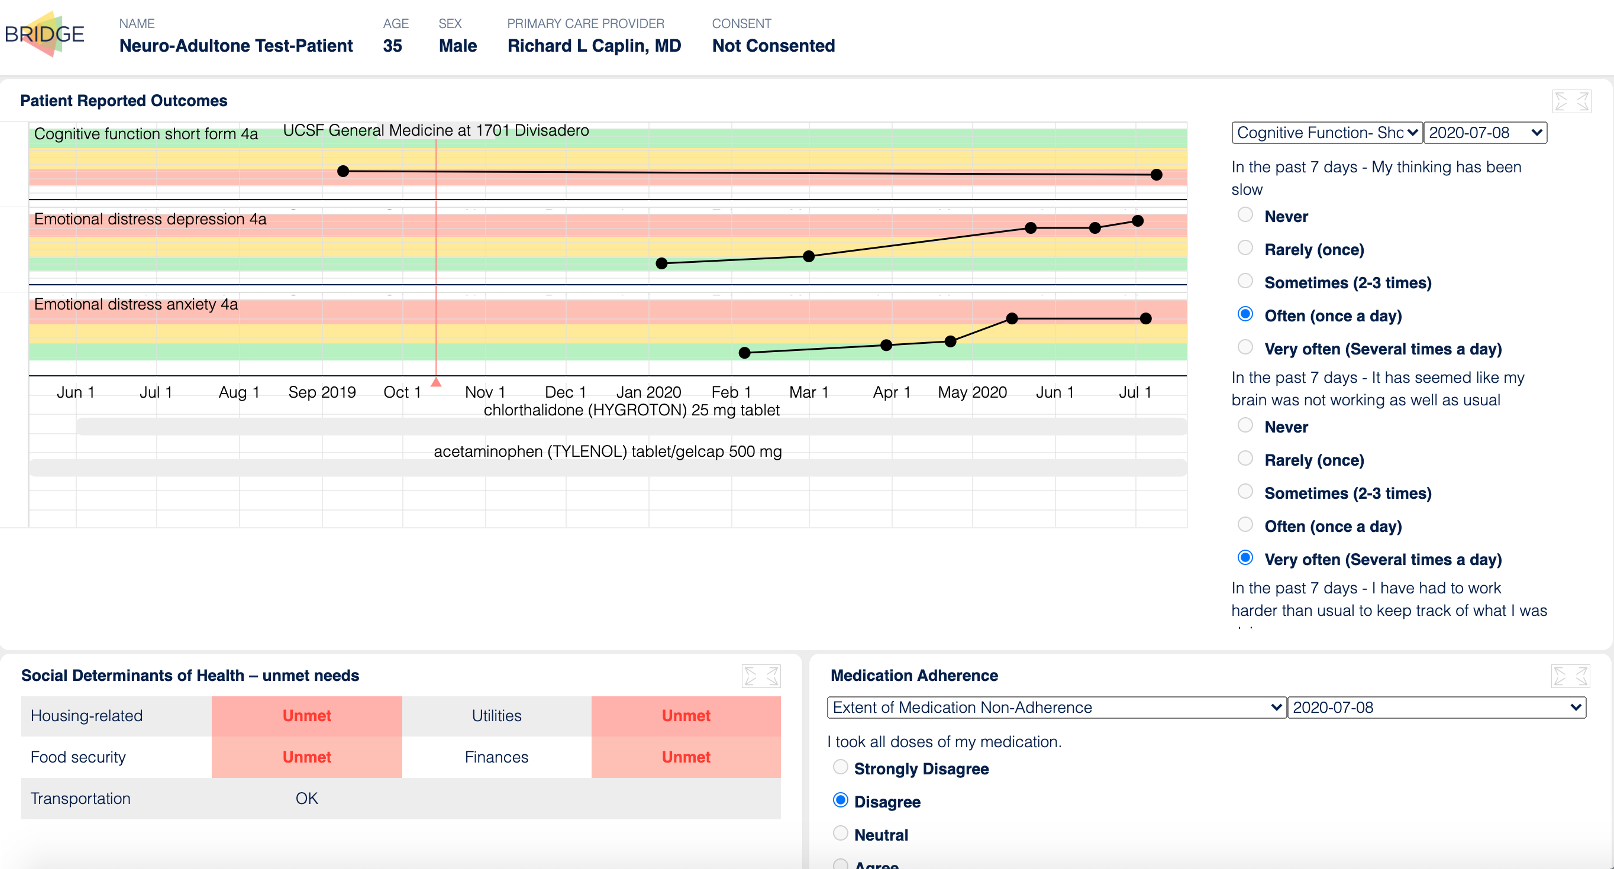 BRIDGE
NAME
Neuro-Adultone Test-Patient
AGE
35
SEX
Male
PRIMARY CARE PROVIDER
Richard L Caplin, MD
CONSENT
Not Consented
Patient Reported Outcomes
Cognitive function short form 4a
UCSF General Medicine at 1701 Divisadero
Emotional distress depression 4a
Emotional distress anxiety 4a
Jun 1 Jul 1 Aug 1 Sep 2019 Oct 1 Nov 1 Dec 1 Jan 2020 Feb 1 Mar 1 Apr 1 May 2020 Jun 1 Jul 1
chlorthalidone (HYGROTON) 25 mg tablet
acetaminophen (TYLENOL) tablet/gelcap 500 mg
Cognitive Function- Sho 2020-07-08
In the past 7 days - My thinking has been
slow
Never
Rarely (once)
Sometimes (2-3 times)
Often (once a day)
Very often (Several times a day)
In the past 7 days - It has seemed like my
brain was not working as well as usual
Never
Rarely (once)
Sometimes (2-3 times)
Often (once a day)
Very often (Several times a day)
In the past 7 days - I have had to work
harder than usual to keep track of what I was
Social Determinants of Health – unmet needs
Housing-related Unmet Utilities Unmet
Food security Unmet Finances Unmet
Transportation OK
Medication Adherence
Extent of Medication Non-Adherence 2020-07-08
I took all doses of my medication.
Strongly Disagree
Disagree
Neutral
Agree